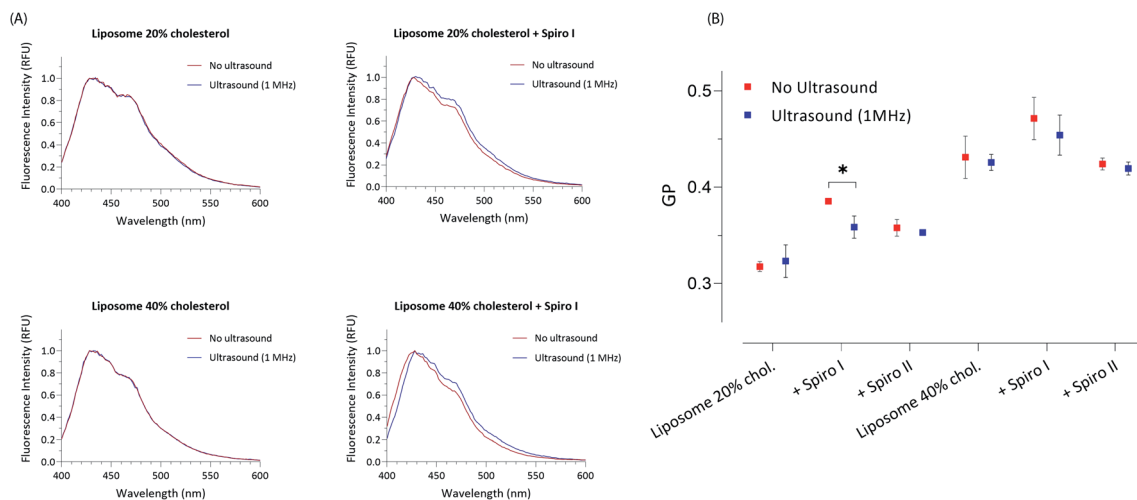 (A)
Liposome 20% cholesterol
Fluorescence Intensity (RFU)
1.0
0.8
0.6
0.4
0.2
0.0
400
450
500
550
600
Wavelength (nm)
No ultrasound
Ultrasound (1 MHz)
Liposome 20% cholesterol + Spiro I
Fluorescence Intensity (RFU)
1.0
0.8
0.6
0.4
0.2
0.0
400
450
500
550
600
Wavelength (nm)
No ultrasound
Ultrasound (1 MHz)
Liposome 40% cholesterol
Fluorescence Intensity (RFU)
1.0
0.8
0.6
0.4
0.2
0.0
400
450
500
550
600
Wavelength (nm)
No ultrasound
Ultrasound (1 MHz)
Liposome 40% cholesterol + Spiro I
Fluorescence Intensity (RFU)
1.0
0.8
0.6
0.4
0.2
0.0
400
450
500
550
600
Wavelength (nm)
No ultrasound
Ultrasound (1 MHz)
(B)
No Ultrasound
Ultrasound (1MHz)
GP
0.5
0.4
0.3
*
Liposome 20% chol.
+ Spiro I
+ Spiro II
Liposome 40% chol.
+ Spiro I
+ Spiro II